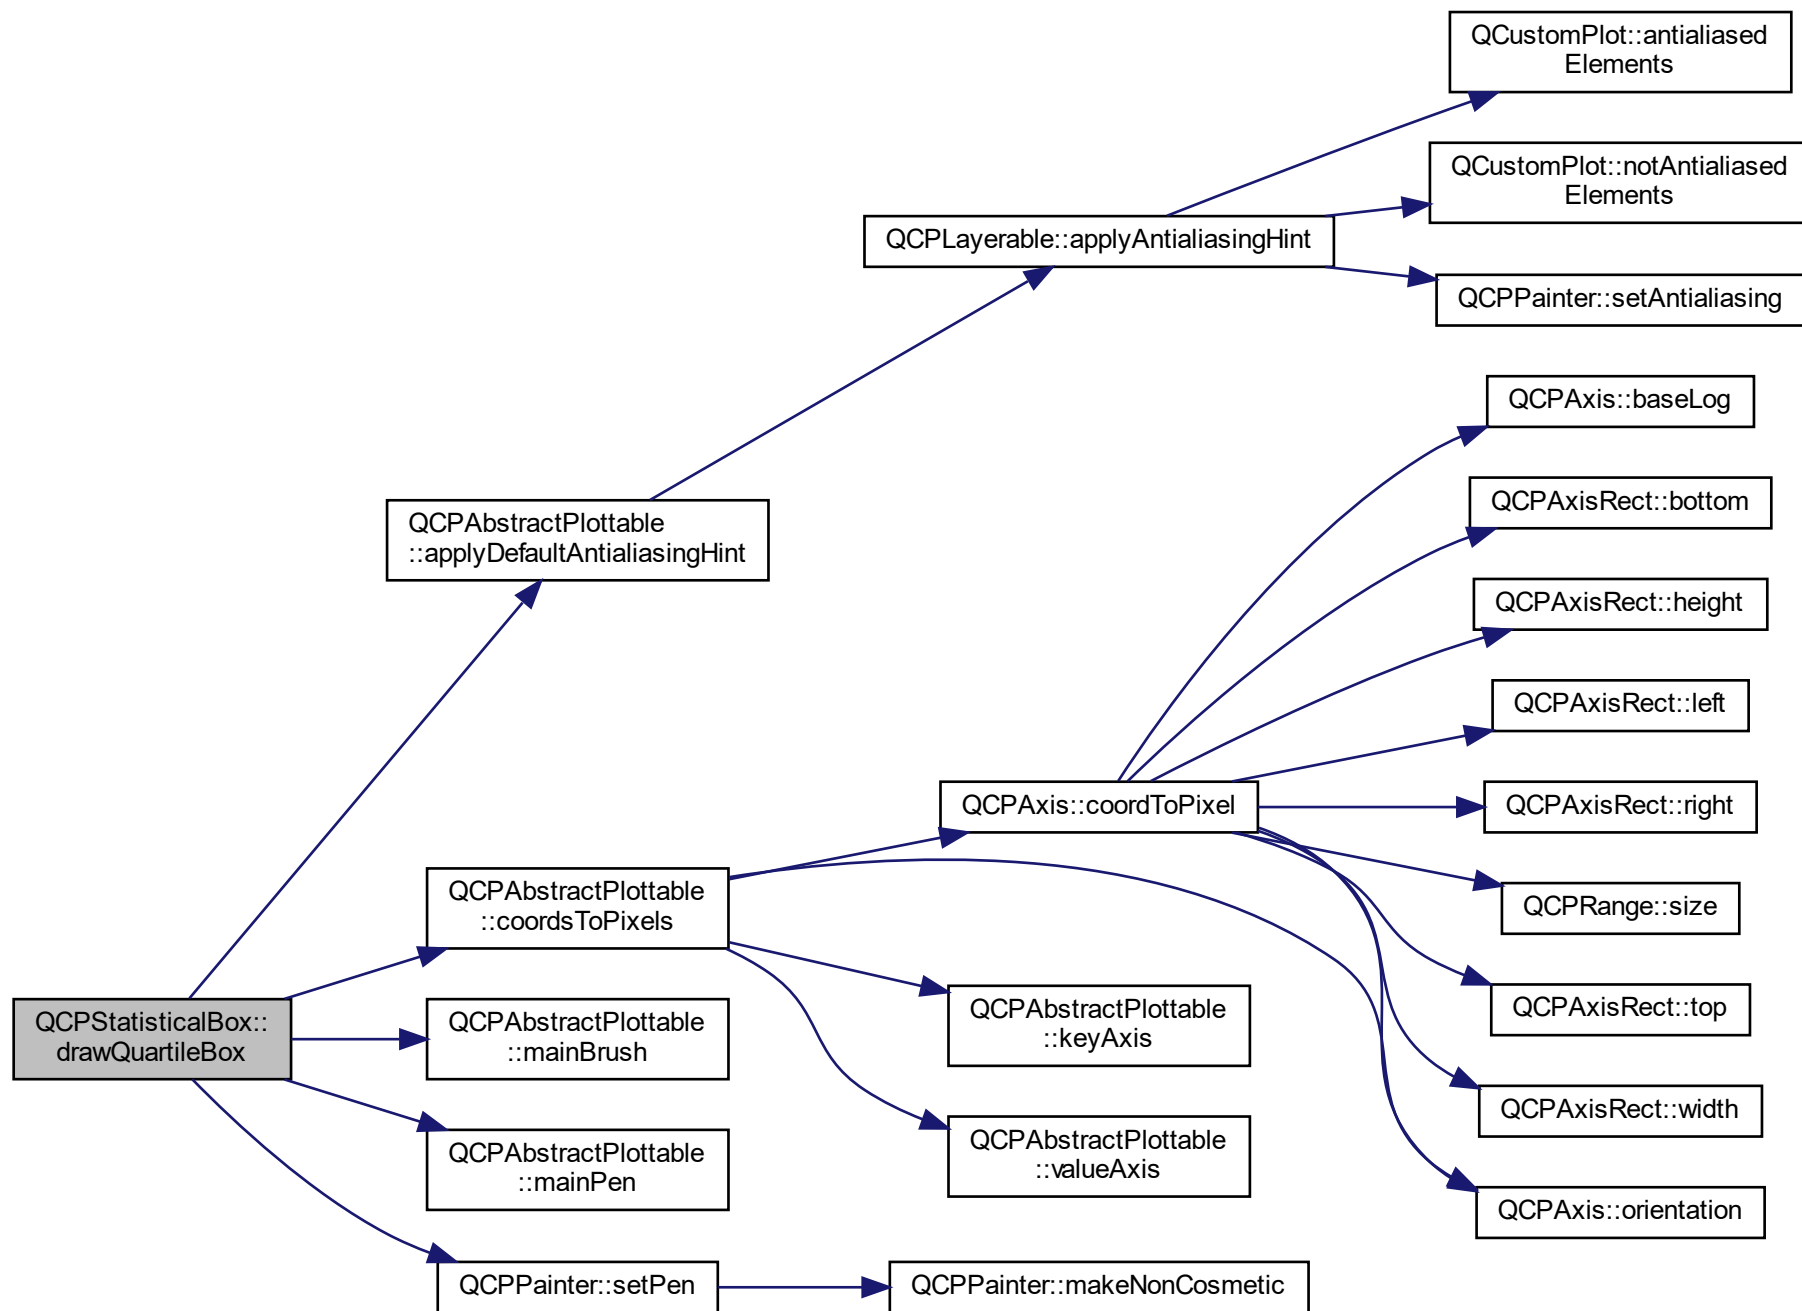 QCustomPlot::antialiased
Elements
QCustomPlot::notAntialiased
Elements
QCPLayerable::applyAntialiasingHint
QCPPainter::setAntialiasing
QCPAxis::baseLog
QCPAxisRect::bottom
QCPAbstractPlottable
::applyDefaultAntialiasingHint
QCPAxisRect::height
QCPAxisRect::left
QCPAxis::coordToPixel
QCPAxisRect::right
QCPAbstractPlottable
::coordsToPixels
QCPRange::size
QCPStatisticalBox::
drawQuartileBox
QCPAbstractPlottable
::mainBrush
QCPAbstractPlottable
::keyAxis
QCPAxisRect::top
QCPAxisRect::width
QCPAbstractPlottable
::mainPen
QCPAbstractPlottable
::valueAxis
QCPAxis::orientation
QCPPainter::setPen
QCPPainter::makeNonCosmetic